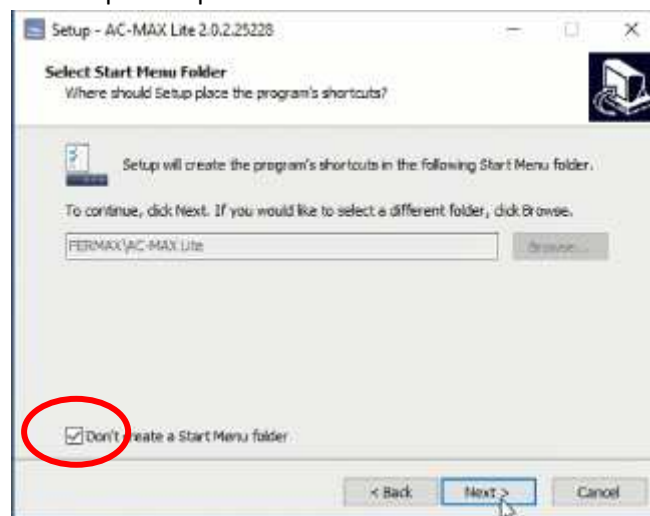 Setup - AC-MAX Lite 2.0.2.25228
Select Start Menu Folder
Where should Setup place the program's shortcuts?
Setup will create the program's shortcuts in the following Start Menu folder.
To continue, click Next. If you would like to select a different folder, click Browse.
FERMAX\AC-MAX Lite
Browse...
Don't create a Start Menu folder
< Back
Next >
Cancel